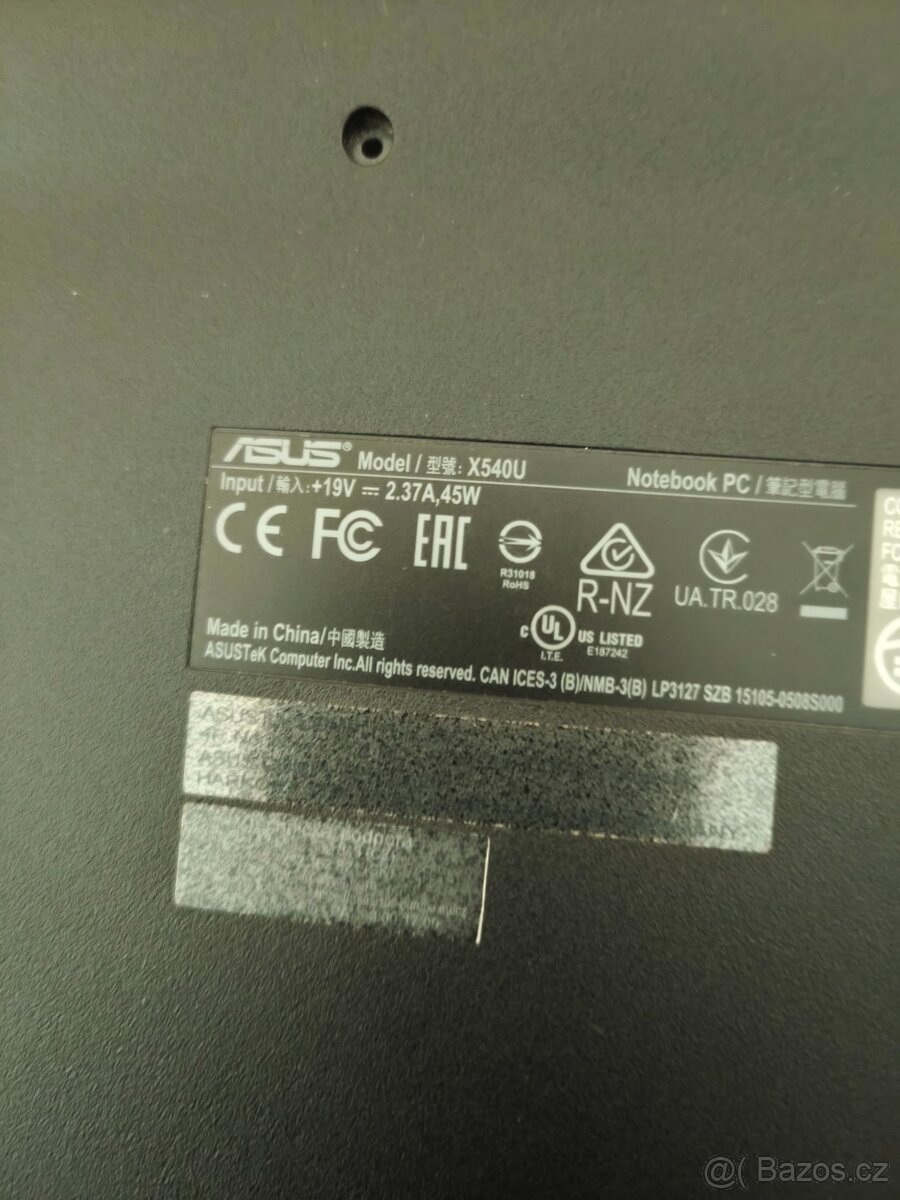 ASUS® Model / 型號: X540U Notebook PC / 筆記型電腦
Input / 輸入: +19V ⎓ 2.37A,45W
CE FC EAC
R31018
RoHS
R-NZ
UA.TR.028
C UL US LISTED
I.T.E. E187242
Made in China/中國製造
ASUSTeK Computer Inc.All rights reserved. CAN ICES-3 (B)/NMB-3(B) LP3127 SZB 15105-0508S000
@( Bazos.cz